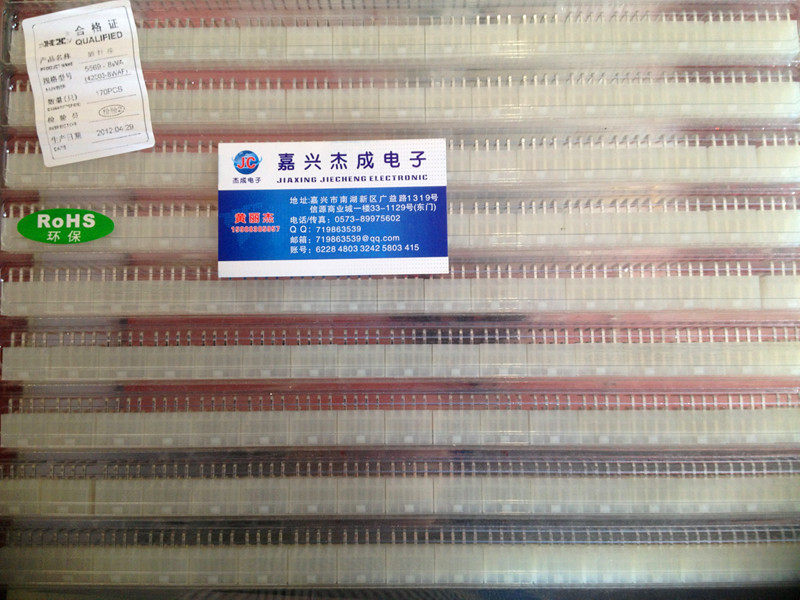 合格证
QUALIFIED
产品名称
规格型号 5569-8WA
数量(只) 170PCS
检验员
生产日期 2012.04.29
DATE
RoHS
环保
JC
杰成电子
嘉兴杰成电子
JIAXING JIECHENG ELECTRONIC
地址:嘉兴市南湖新区广益路1319号
信源商业城一楼33-1129号(东门)
黄丽杰
电话/传真: 0573-89975602
QQ: 719863539
邮箱: 719863539@qq.com
账号: 6228 4803 3242 5803 415